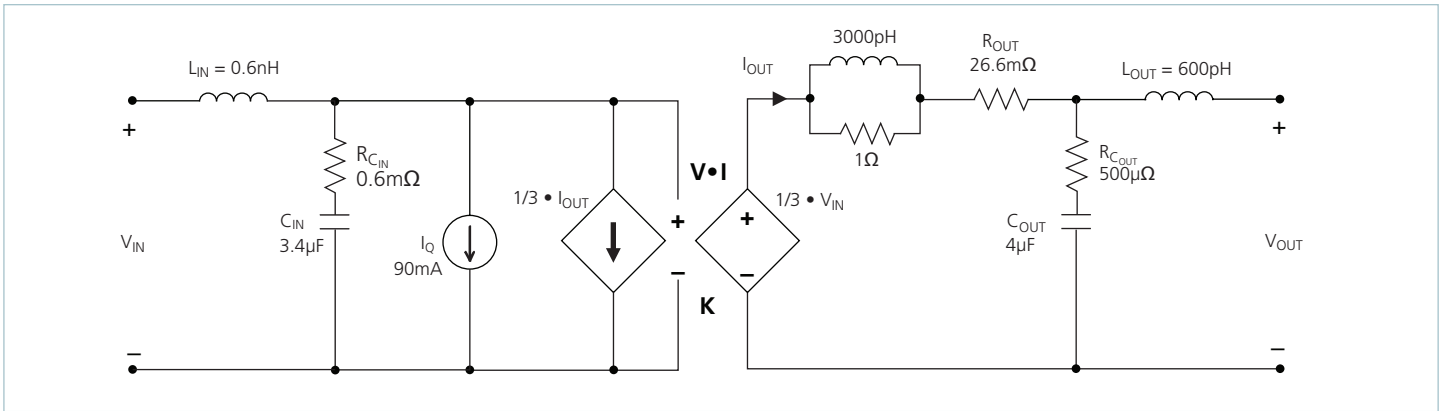 L_IN = 0.6nH
+
R_C_IN
0.6mΩ
C_IN
3.4µF
V_IN
–
I_Q
90mA
1/3 • I_OUT
+
–
V•I
K
+
–
1/3 • V_IN
I_OUT
3000pH
1Ω
R_OUT
26.6mΩ
L_OUT = 600pH
+
R_C_OUT
500µΩ
C_OUT
4µF
V_OUT
–